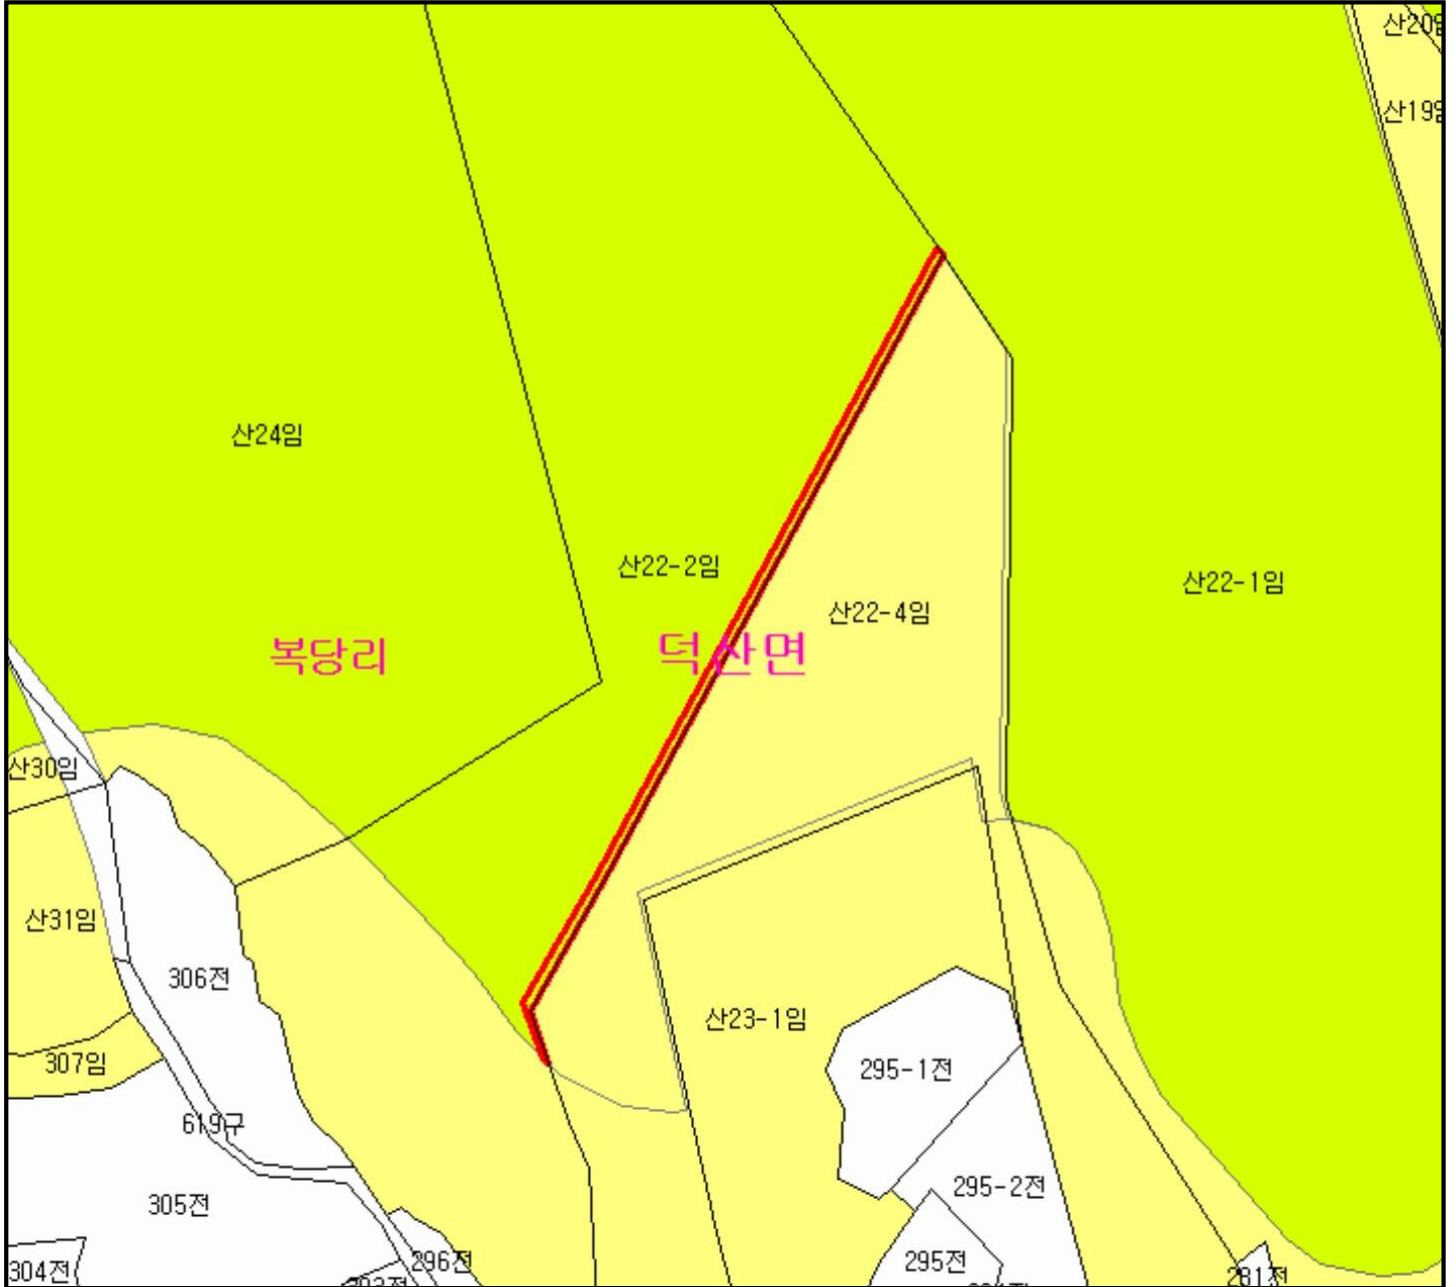 산20임
산19임
산24임
산22-2임
산22-1임
산22-4임
복당리
덕산면
산30임
산31임
306전
산23-1임
307임
295-1전
619구
295-2전
305전
296전
295전
304전
281전